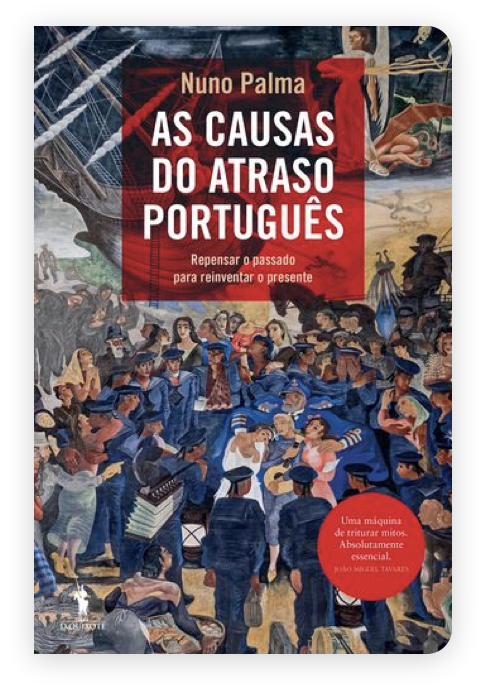 Nuno Palma
AS CAUSAS
DO ATRASO
PORTUGUÊS
Repensar o passado
para reinventar o presente
Uma máquina
de triturar mitos.
Absolutamente
essencial.
JOÃO MIGUEL TAVARES
D.QUIXOTE